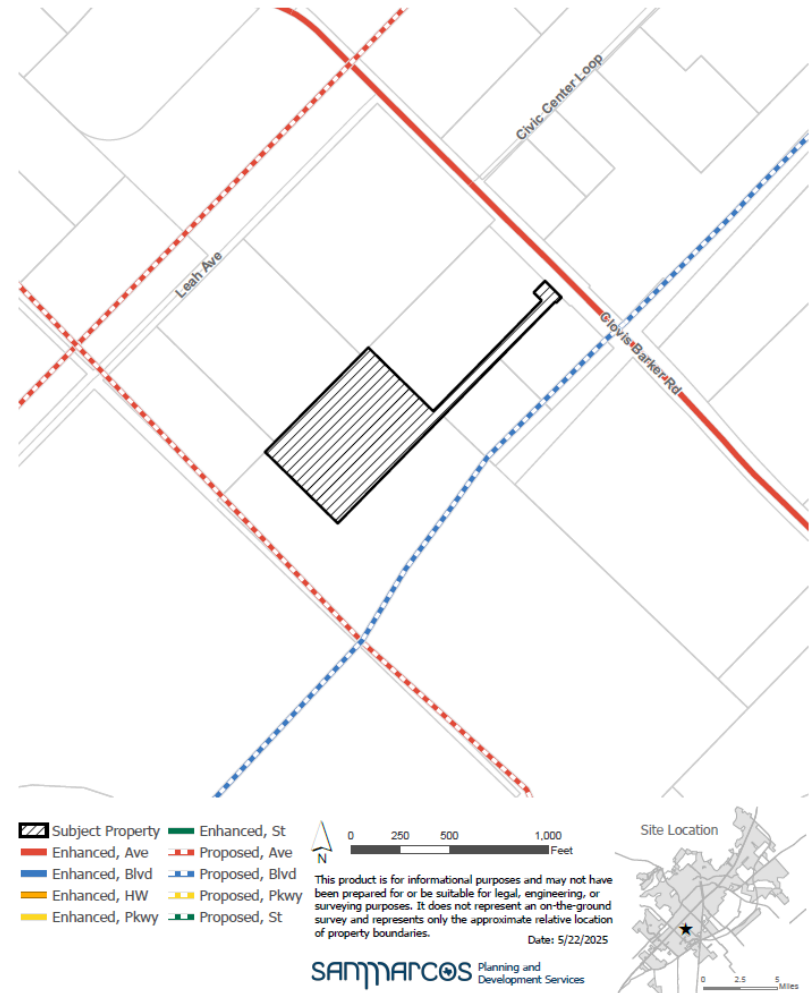 Civic Center Loop
Leah Ave
Clovis Barker Rd
Subject Property
Enhanced, Ave
Enhanced, Blvd
Enhanced, HW
Enhanced, Pkwy
Enhanced, St
Proposed, Ave
Proposed, Blvd
Proposed, Pkwy
Proposed, St
N
0 250 500 1,000
Feet
This product is for informational purposes and may not have
been prepared for or be suitable for legal, engineering, or
surveying purposes. It does not represent an on-the-ground
survey and represents only the approximate relative location
of property boundaries.
Date: 5/22/2025
SANMARCOS
Planning and
Development Services
Site Location
0 2.5 5
Miles